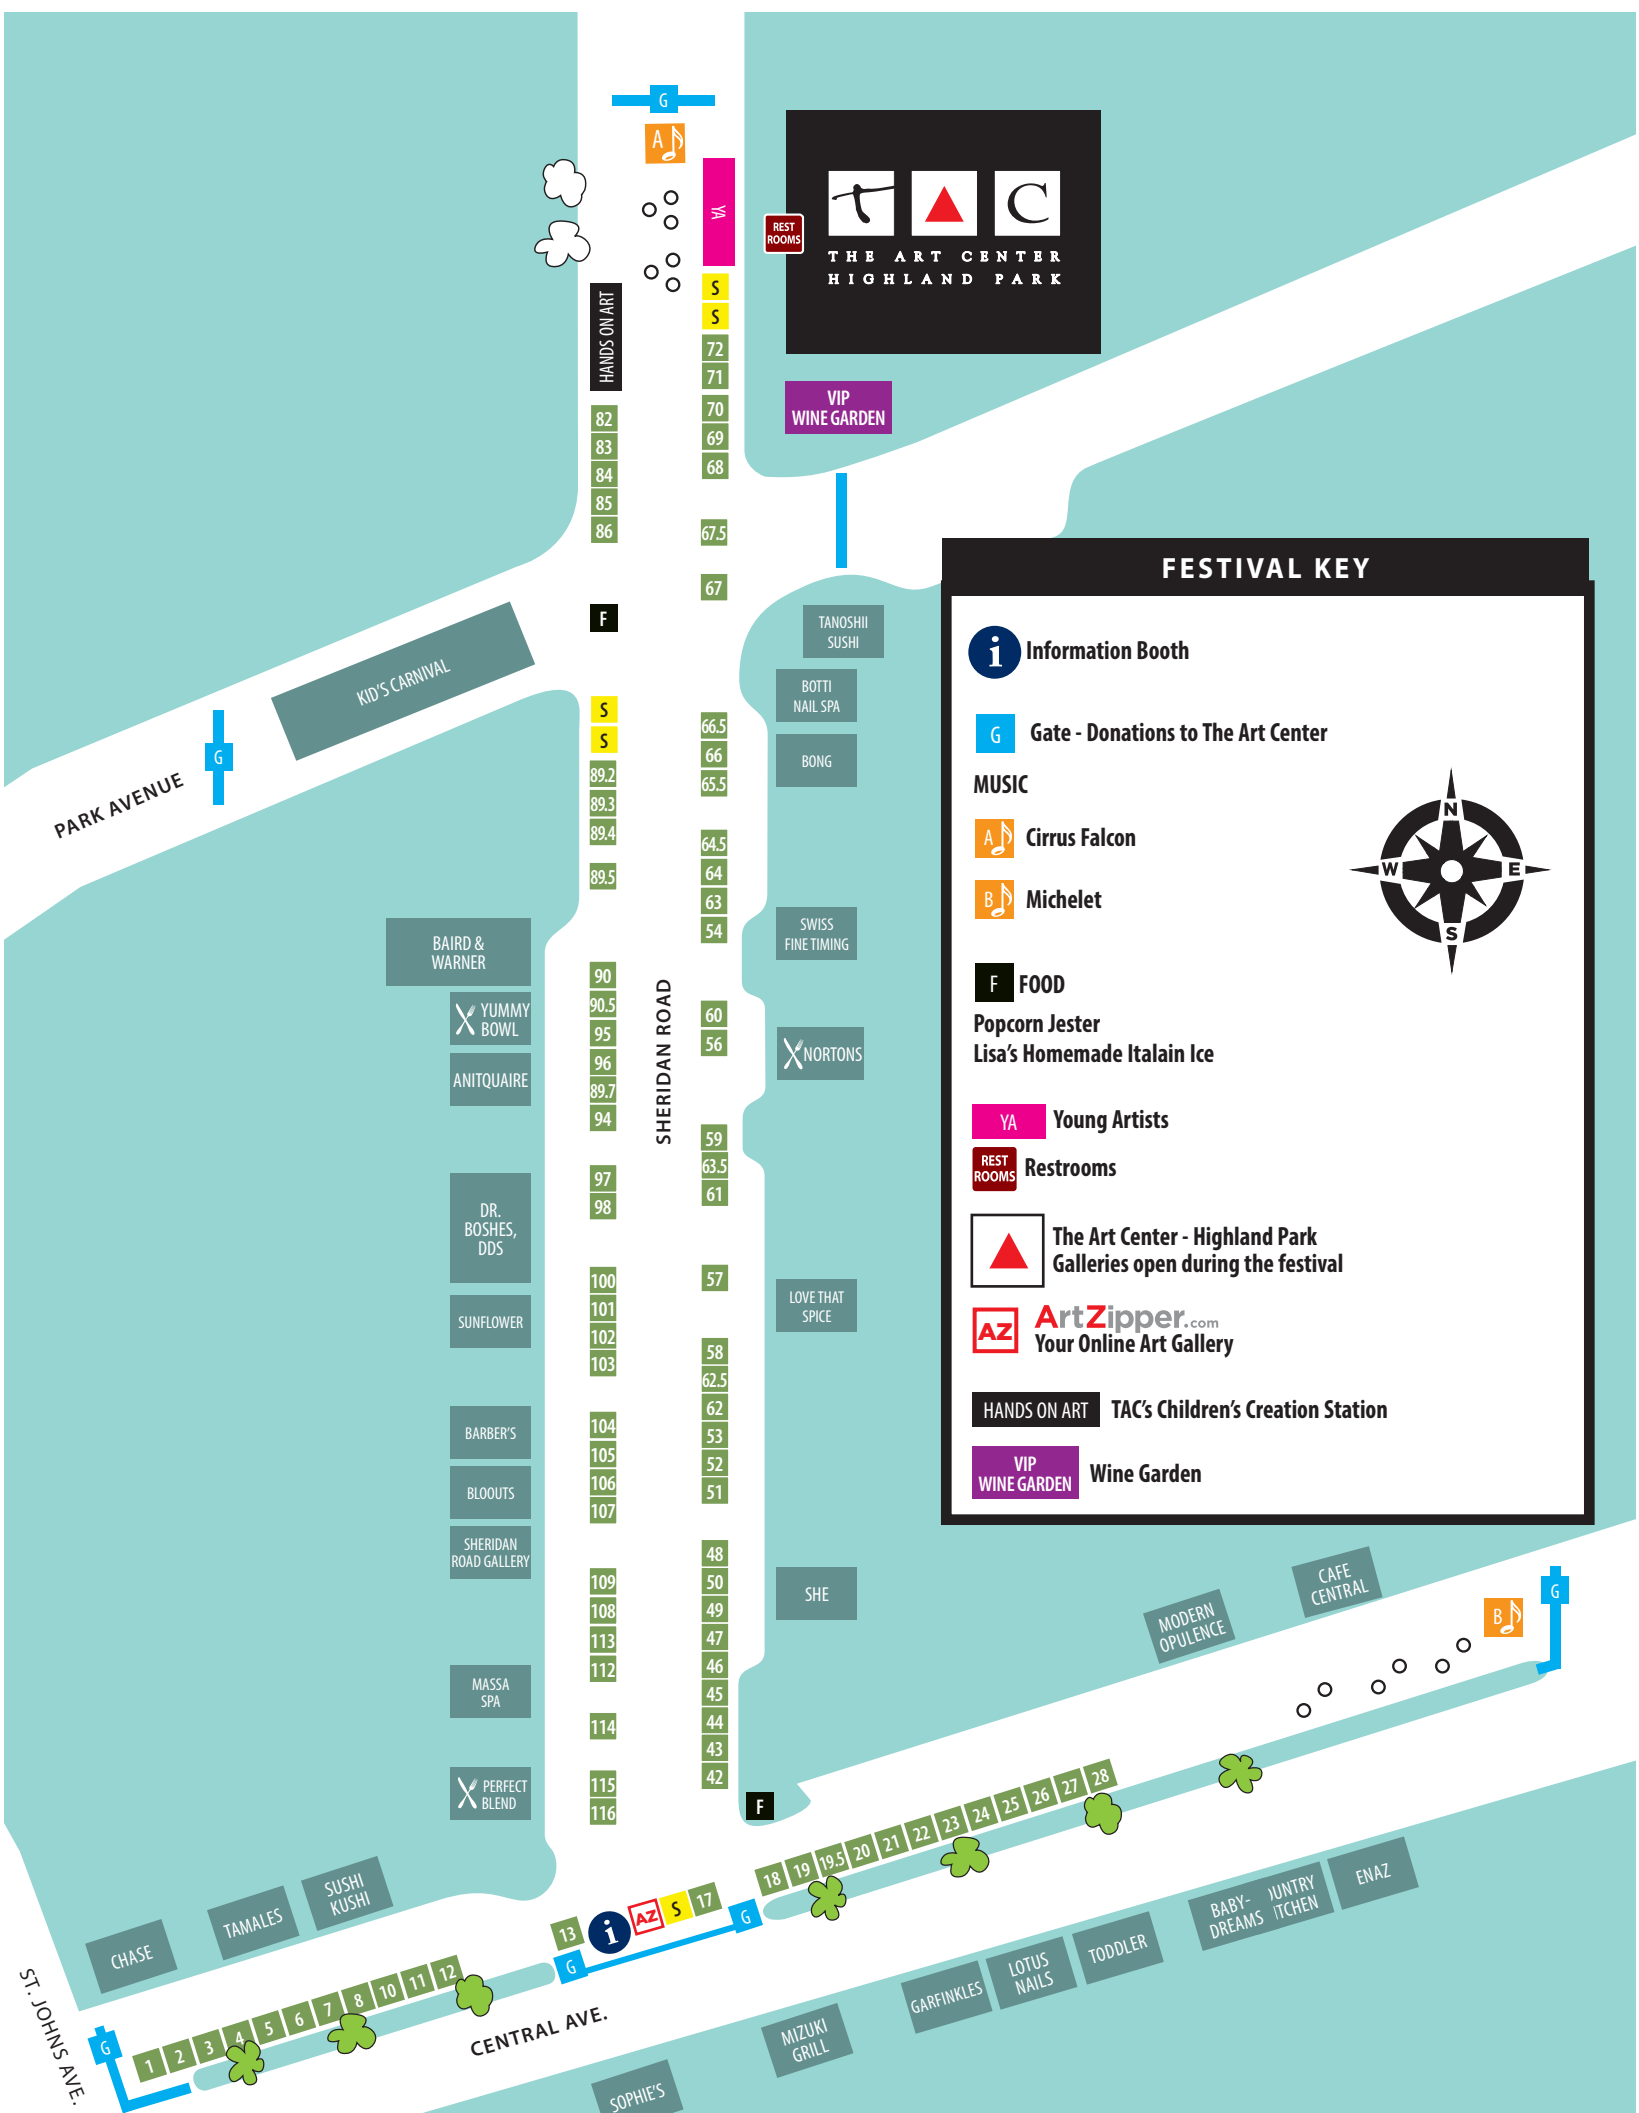 G
A
YA
REST
ROOMS
T A C
THE ART CENTER
HIGHLAND PARK
S
S
HANDS ON ART
72
71
70
69
68
VIP
WINE GARDEN
82
83
84
85
86
67.5
67
F
KID'S CARNIVAL
G
PARK AVENUE
TANOSHII
SUSHI
BOTTI
NAIL SPA
BONG
S
S
89.2
89.3
89.4
89.5
66.5
66
65.5
64.5
64
63
54
SWISS
FINE TIMING
BAIRD &
WARNER
YUMMY
BOWL
ANITQUAIRE
90
90.5
95
96
89.7
94
SHERIDAN ROAD
60
56
NORTONS
59
63.5
61
97
98
DR.
BOSHES,
DDS
SUNFLOWER
100
101
102
103
57
LOVE THAT
SPICE
58
62.5
62
53
52
51
BARBER'S
BLOOUTS
SHERIDAN
ROAD GALLERY
104
105
106
107
109
108
113
112
114
115
116
48
50
49
47
46
45
44
43
42
SHE
MASSA
SPA
PERFECT
BLEND
F
FESTIVAL KEY
i Information Booth
G Gate - Donations to The Art Center
MUSIC
A Cirrus Falcon
B Michelet
N
W E
S
F FOOD
Popcorn Jester
Lisa's Homemade Italain Ice
YA Young Artists
REST
ROOMS Restrooms
The Art Center - Highland Park
Galleries open during the festival
AZ ArtZipper.com
Your Online Art Gallery
HANDS ON ART TAC's Children's Creation Station
VIP
WINE GARDEN Wine Garden
CAFE
CENTRAL
MODERN
OPULENCE
B
G
18 19 19.5 20 21 22 23 24 25 26 27 28
13 i AZ S 17
G
G
SUSHI
KUSHI
TAMALES
CHASE
ST. JOHNS AVE.
G
1 2 3 4 5 6 7 8 10 11 12
CENTRAL AVE.
ENAZ
BABY-
DREAMS
UNTRY
ITCHEN
TODDLER
LOTUS
NAILS
GARFINKLES
MIZUKI
GRILL
SOPHIE'S